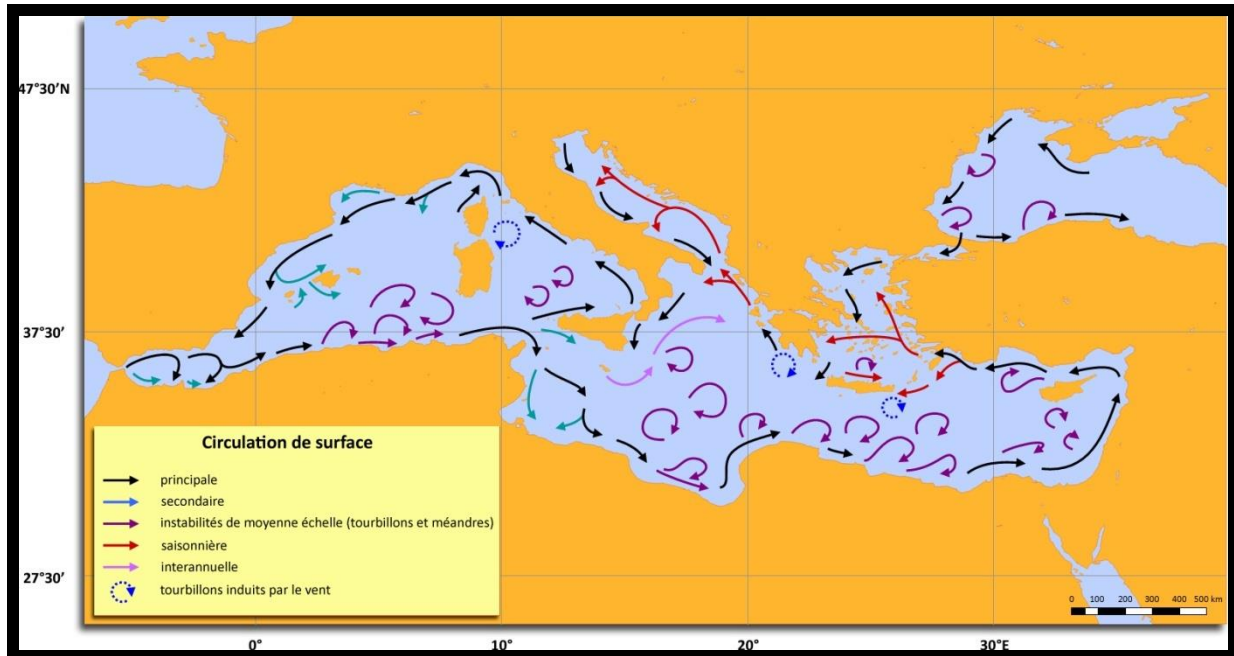 47°30’N
37°30’
27°30’
Circulation de surface
principale
secondaire
instabilités de moyenne échelle (tourbillons et méandres)
saisonnière
interannuelle
tourbillons induits par le vent
0 100 200 300 400 500 km
0° 10° 20° 30°E